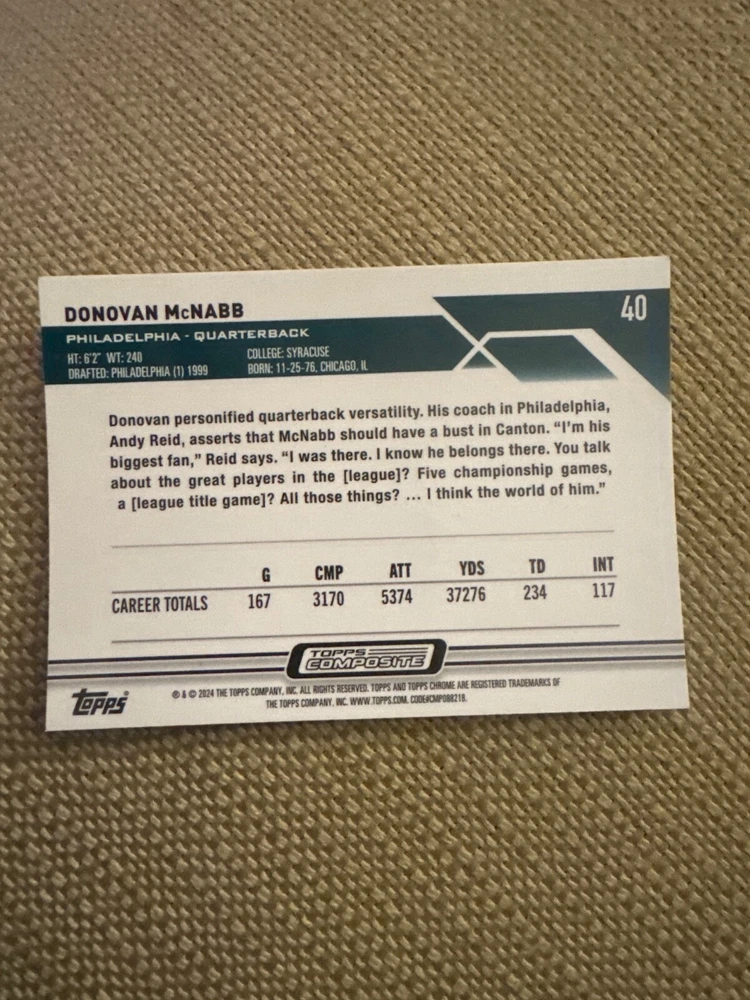 DONOVAN McNABB
40
PHILADELPHIA - QUARTERBACK
HT: 6'2" WT: 240 COLLEGE: SYRACUSE
DRAFTED: PHILADELPHIA (1) 1999 BORN: 11-25-76, CHICAGO, IL
Donovan personified quarterback versatility. His coach in Philadelphia,
Andy Reid, asserts that McNabb should have a bust in Canton. “I’m his
biggest fan,” Reid says. “I was there. I know he belongs there. You talk
about the great players in the [league]? Five championship games,
a [league title game]? All those things? ... I think the world of him.”
G CMP ATT YDS TD INT
CAREER TOTALS 167 3170 5374 37276 234 117
TOPPS
COMPOSITE
topps®
® & © 2024 THE TOPPS COMPANY, INC. ALL RIGHTS RESERVED. TOPPS AND TOPPS CHROME ARE REGISTERED TRADEMARKS OF
THE TOPPS COMPANY, INC. WWW.TOPPS.COM. CODE#CMP088218.